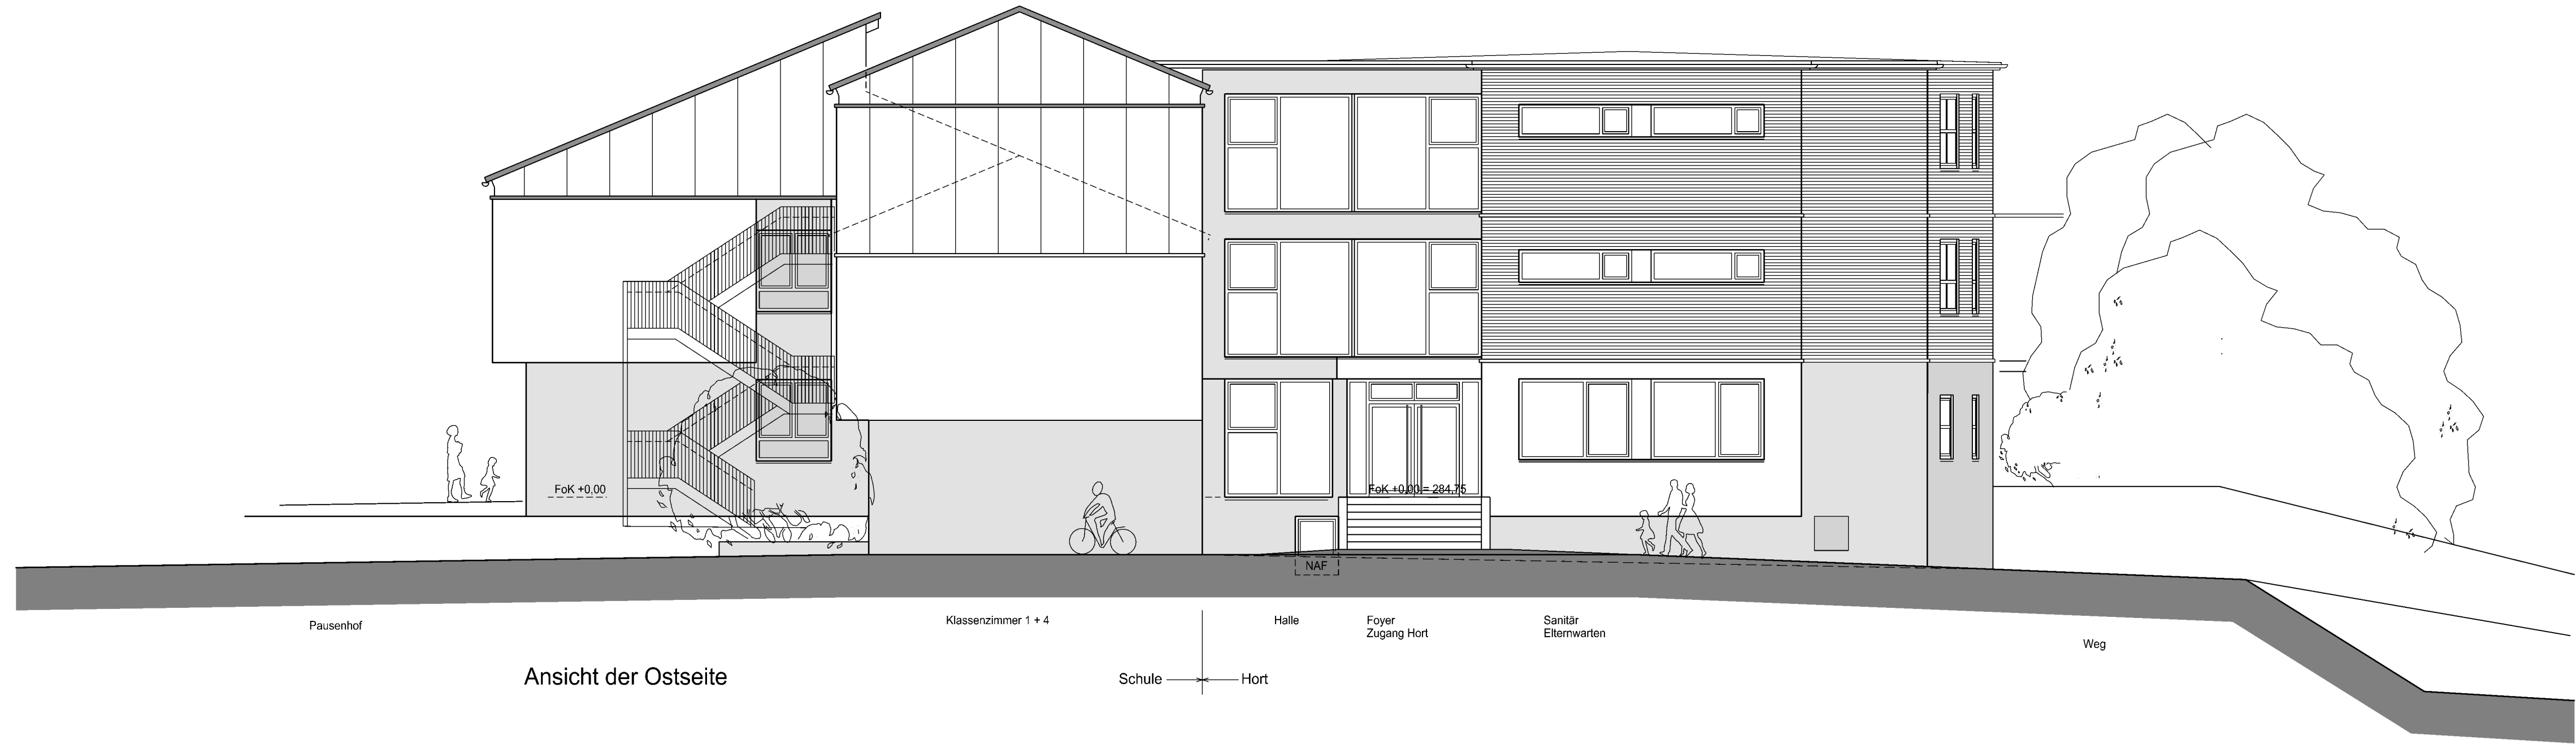 FoK +0,00
FoK +0,00 = 284,75
NAF
Pausenhof
Klassenzimmer 1 + 4
Halle
Foyer
Zugang Hort
Sanitär
Elternwarten
Weg
Ansicht der Ostseite
Schule
Hort